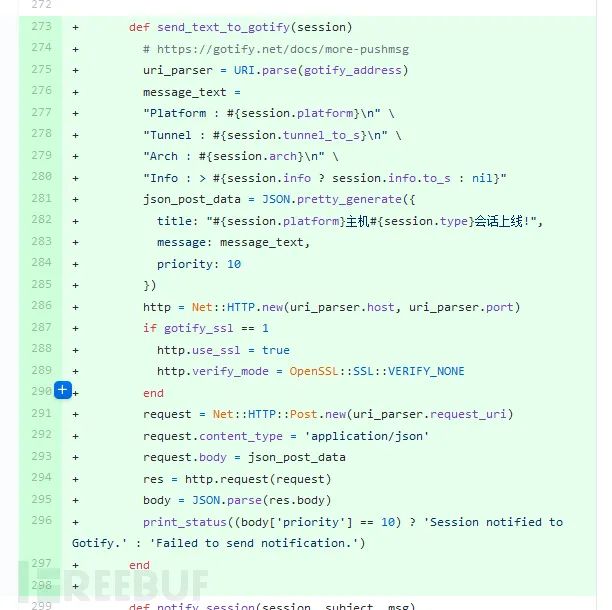 272
273 + def send_text_to_gotify(session)
274 + # https://gotify.net/docs/more-pushmsg
275 + uri_parser = URI.parse(gotify_address)
276 + message_text =
277 + "Platform : #{session.platform}\n" \
278 + "Tunnel : #{session.tunnel_to_s}\n" \
279 + "Arch : #{session.arch}\n" \
280 + "Info : > #{session.info ? session.info.to_s : nil}"
281 + json_post_data = JSON.pretty_generate({
282 + title: "#{session.platform}主机#{session.type}会话上线!",
283 + message: message_text,
284 + priority: 10
285 + })
286 + http = Net::HTTP.new(uri_parser.host, uri_parser.port)
287 + if gotify_ssl == 1
288 + http.use_ssl = true
289 + http.verify_mode = OpenSSL::SSL::VERIFY_NONE
290 + end
291 + request = Net::HTTP::Post.new(uri_parser.request_uri)
292 + request.content_type = 'application/json'
293 + request.body = json_post_data
294 + res = http.request(request)
295 + body = JSON.parse(res.body)
296 + print_status((body['priority'] == 10) ? 'Session notified to
Gotify.' : 'Failed to send notification.')
297 + end
298 +
FREEBUF
299 def notify_session(session, subject, msg)